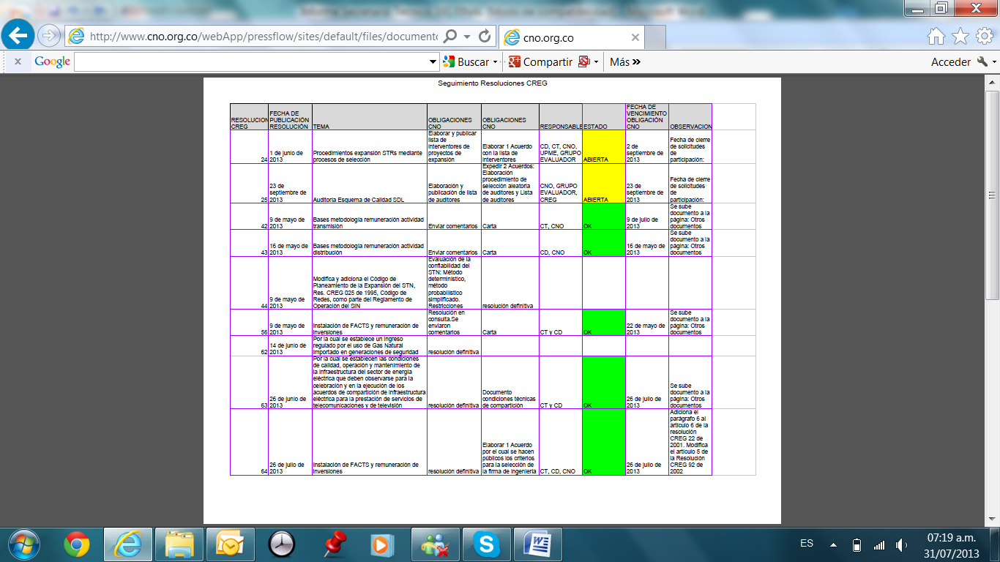 http://www.cno.org.co/webApp/pressflow/sites/default/files/documento
cno.org.co
x Google
Buscar
Compartir
Más »
Acceder
Seguimiento Resoluciones CREG
RESOLUCION CREG
FECHA DE PUBLICACIÓN RESOLUCIÓN
TEMA
OBLIGACIONES CNO
OBLIGACIONES CNO
RESPONSABLE
ESTADO
FECHA DE VENCIMIENTO OBLIGACIÓN CNO
OBSERVACION
24
1 de junio de 2013
Procedimientos expansión STRs mediante procesos de selección
Elaborar y publicar lista de interventores de proyectos de expansión
Elaborar 1 Acuerdo con la lista de interventores
CD, CT, CNO, UPME, GRUPO EVALUADOR
ABIERTA
2 de septiembre de 2013
Fecha de cierre de solicitudes de participación:
25
23 de septiembre de 2013
Auditoria Esquema de Calidad SDL
Elaboración y publicación de lista de auditores
Expedir 2 Acuerdos: Elaboración procedimiento de selección aleatoria de auditores y Lista de auditores
CNO, GRUPO EVALUADOR, CREG
ABIERTA
23 de septiembre de 2013
Fecha de cierre de solicitudes de participación:
42
9 de mayo de 2013
Bases metodología remuneración actividad transmisión
Enviar comentarios
Carta
CT, CNO
OK
9 de julio de 2013
Se sube documento a la página: Otros documentos
43
16 de mayo de 2013
Bases metodología remuneración actividad distribución
Enviar comentarios
Carta
CD, CNO
OK
16 de mayo de 2013
Se sube documento a la página: Otros documentos
44
9 de mayo de 2013
Modifica y adiciona el Código de Planeamiento de la Expansión del STN, Res. CREG 025 de 1995, Código de Redes, como parte del Reglamento de Operación del SIN
Evaluación de la confiabilidad del STN: Método deterministico, método probabilístico simplificado. Restricciones
resolución definitiva
56
9 de mayo de 2013
Instalación de FACTS y remuneración de inversiones
Resolución en consulta.Se enviaron comentarios
Carta
CT y CD
OK
22 de mayo de 2013
Se sube documento a la página: Otros documentos
62
14 de junio de 2013
Por la cual se establece un ingreso regulado por el uso de Gas Natural importado en generaciones de seguridad
resolución definitiva
63
26 de junio de 2013
Por la cual se establecen las condiciones de calidad, operación y mantenimiento de la infraestructura del sector de energía eléctrica que deben observarse para la celebración y en la ejecución de los acuerdos de compartición de infraestructura eléctrica para la prestación de servicios de telecomunicaciones y de televisión
resolución definitiva
Documento condiciones técnicas de compartición
CT y CD
OK
26 de julio de 2013
Se sube documento a la página: Otros documentos
64
26 de julio de 2013
Instalación de FACTS y remuneración de inversiones
resolución definitiva
Elaborar 1 Acuerdo por el cual se hacen públicos los criterios para la selección de la firma de ingeniería
CT, CD, CNO
OK
26 de julio de 2013
Adiciona el parágrafo 6 al artículo 6 de la resolución CREG 22 de 2001. Modifica el artículo 5 de la Resolución CREG 92 de 2002
ES
07:19 a.m.
31/07/2013